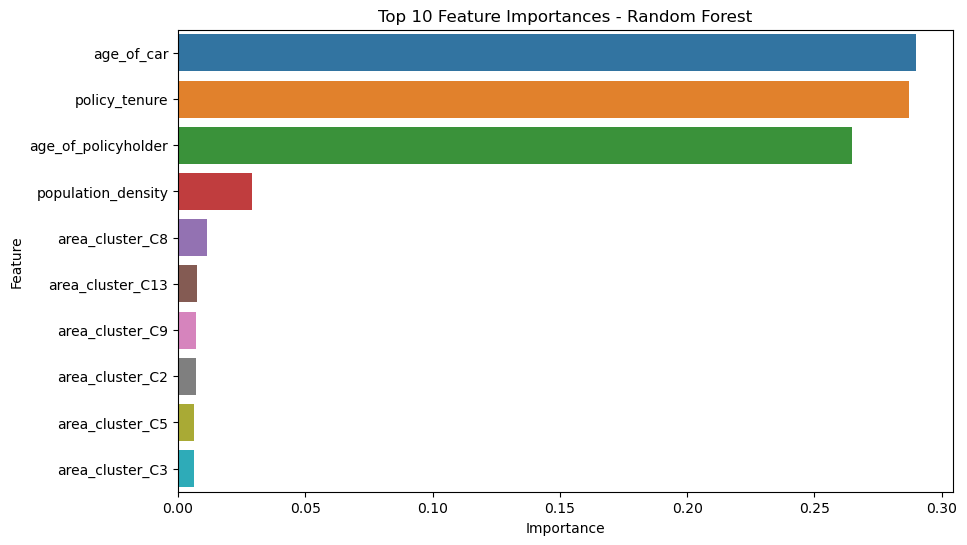 Top 10 Feature Importances - Random Forest
Feature
age_of_car
policy_tenure
age_of_policyholder
population_density
area_cluster_C8
area_cluster_C13
area_cluster_C9
area_cluster_C2
area_cluster_C5
area_cluster_C3
0.00 0.05 0.10 0.15 0.20 0.25 0.30
Importance